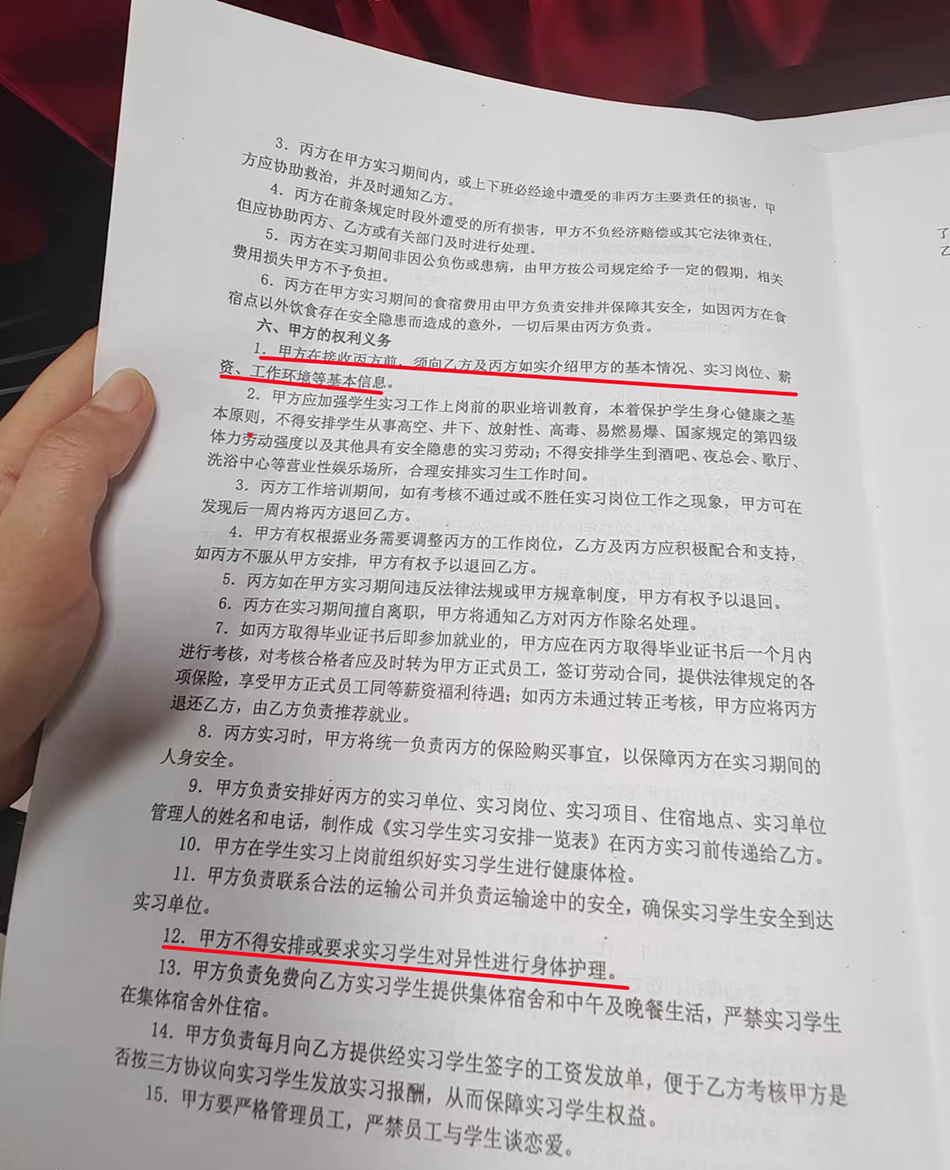 3. 丙方在甲方实习期间内，或上下班必经途中遭受的非丙方主要责任的损害，甲
方应协助救治，并及时通知乙方。
4. 丙方在前条规定时段外遭受的所有损害，甲方不负经济赔偿或其它法律责任，
但应协助丙方、乙方或有关部门及时进行处理。
5. 丙方在实习期间非因公负伤或患病，由甲方按公司规定给予一定的假期，相关
费用损失甲方不予负担。
6. 丙方在甲方实习期间的食宿费用由甲方负责安排并保障其安全，如因丙方在食
宿点以外饮食存在安全隐患而造成的意外，一切后果由丙方负责。
六、甲方的权利义务
1. 甲方在接收丙方前，须向乙方及丙方如实介绍甲方的基本情况、实习岗位、薪
资、工作环境等基本信息。
2. 甲方应加强学生实习工作上岗前的职业培训教育，本着保护学生身心健康之基
本原则，不得安排学生从事高空、井下、放射性、高毒、易燃易爆、国家规定的第四级
体力劳动强度以及其他具有安全隐患的实习劳动；不得安排学生到酒吧、夜总会、歌厅、
洗浴中心等营业性娱乐场所，合理安排实习生工作时间。
3. 丙方工作培训期间，如有考核不通过或不胜任实习岗位工作之现象，甲方可在
发现后一周内将丙方退回乙方。
4. 甲方有权根据业务需要调整丙方的工作岗位，乙方及丙方应积极配合和支持，
如丙方不服从甲方安排，甲方有权予以退回乙方。
5. 丙方如在甲方实习期间违反法律法规或甲方规章制度，甲方有权予以退回。
6. 丙方在实习期间擅自离职，甲方将通知乙方对丙方作除名处理。
7. 如丙方取得毕业证书后即参加就业的，甲方应在丙方取得毕业证书后一个月内
进行考核，对考核合格者应及时转为甲方正式员工，签订劳动合同，提供法律规定的各
项保险，享受甲方正式员工同等薪资福利待遇；如丙方未通过转正考核，甲方应将丙方
退还乙方，由乙方负责推荐就业。
8. 丙方实习时，甲方将统一负责丙方的保险购买事宜，以保障丙方在实习期间的
人身安全。
9. 甲方负责安排好丙方的实习单位、实习岗位、实习项目、住宿地点、实习单位
管理人的姓名和电话，制作成《实习学生实习安排一览表》在丙方实习前传递给乙方。
10. 甲方在学生实习上岗前组织好实习学生进行健康体检。
11. 甲方负责联系合法的运输公司并负责运输途中的安全，确保实习学生安全到达
实习单位。
12. 甲方不得安排或要求实习学生对异性进行身体护理。
13. 甲方负责免费向乙方实习学生提供集体宿舍和中午及晚餐生活，严禁实习学生
在集体宿舍外住宿。
14. 甲方负责每月向乙方提供经实习学生签字的工资发放单，便于乙方考核甲方是
否按三方协议向实习学生发放实习报酬，从而保障实习学生权益。
15. 甲方要严格管理员工，严禁员工与学生谈恋爱。
了